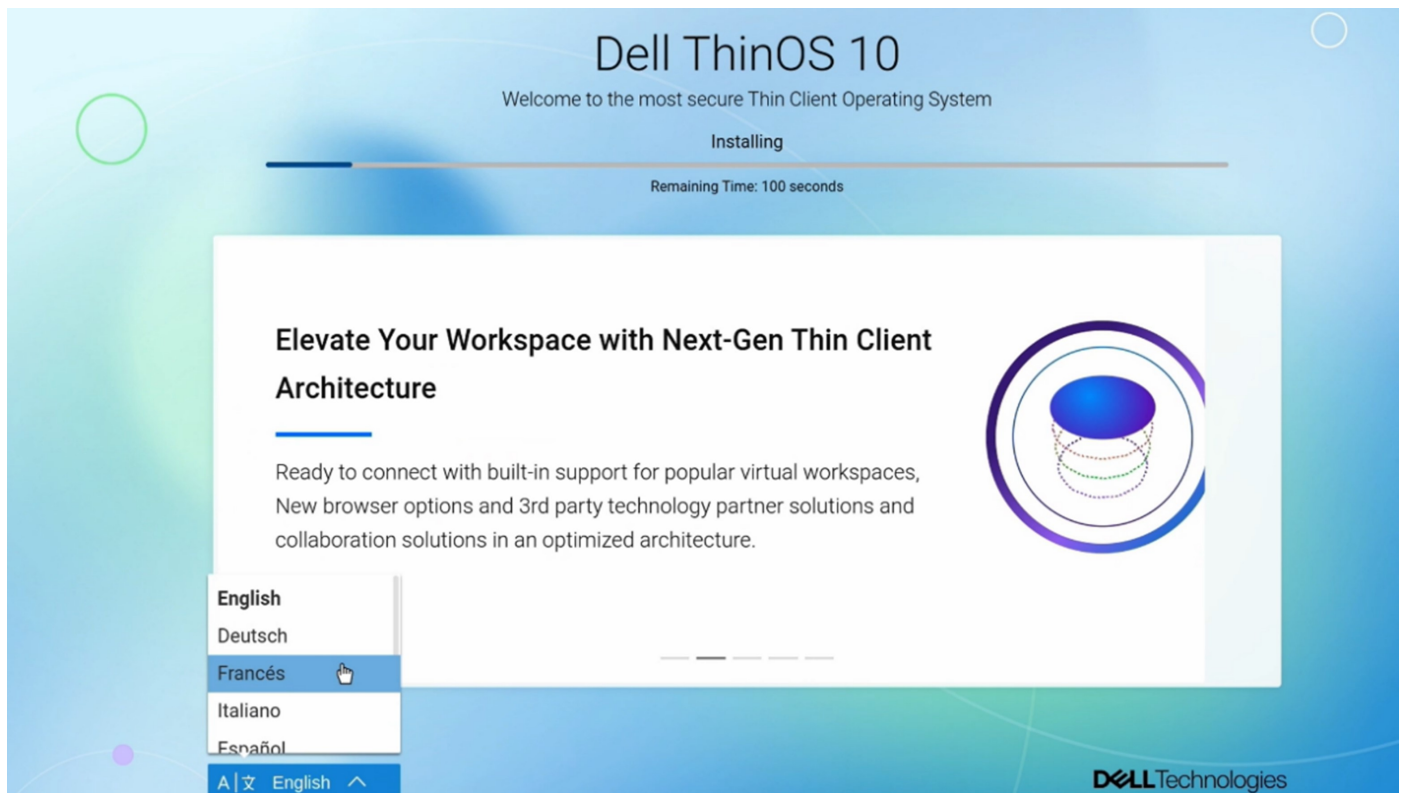 Dell ThinOS 10
Welcome to the most secure Thin Client Operating System
Installing
Remaining Time: 100 seconds
Elevate Your Workspace with Next-Gen Thin Client
Architecture
Ready to connect with built-in support for popular virtual workspaces,
New browser options and 3rd party technology partner solutions and
collaboration solutions in an optimized architecture.
English
Deutsch
Francés
Italiano
Español
A|文 English
DELLTechnologies